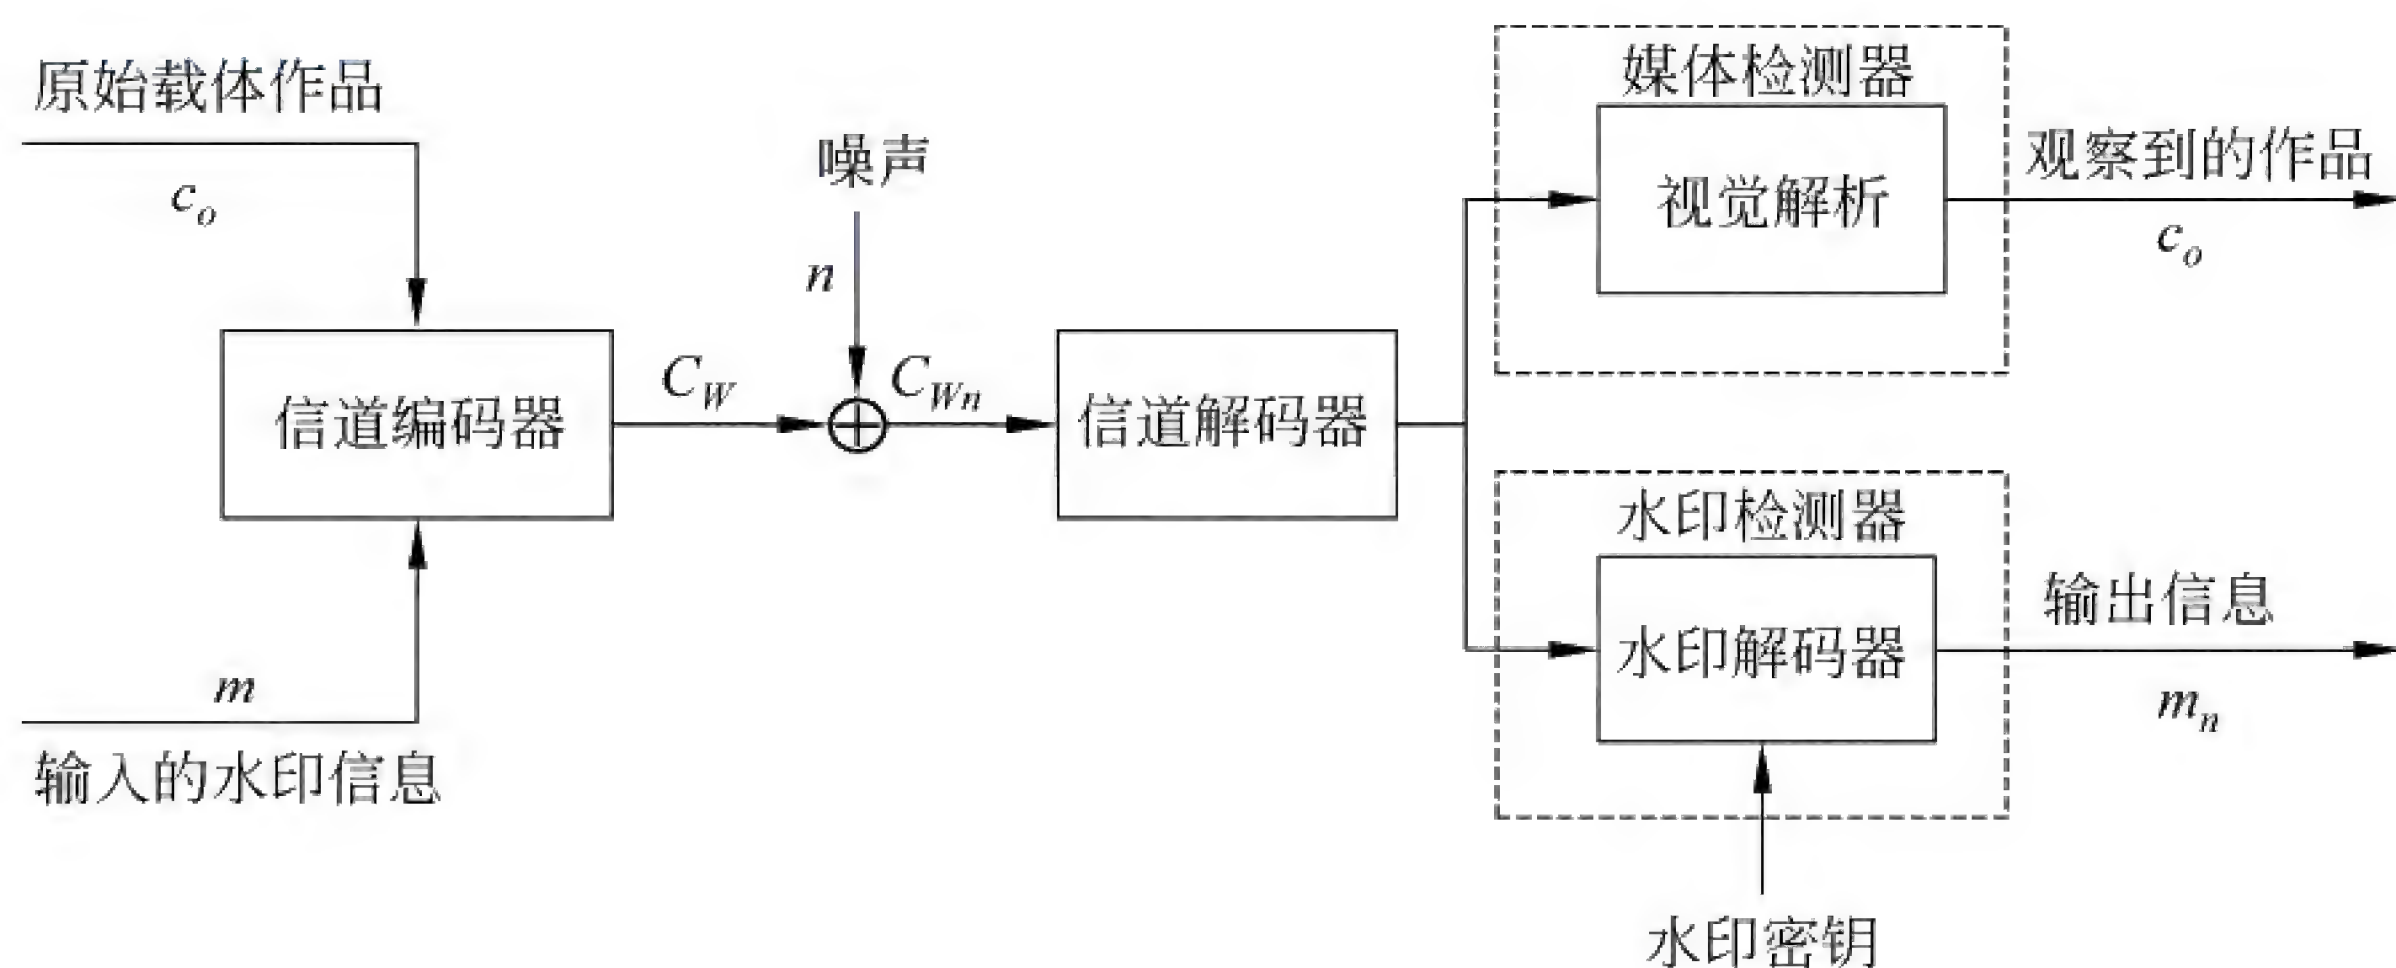 原始载体作品
c_o
噪声
n
媒体检测器
视觉解析
观察到的作品
c_o
信道编码器
C_W
C_{Wn}
信道解码器
水印检测器
水印解码器
输出信息
m_n
m
输入的水印信息
水印密钥